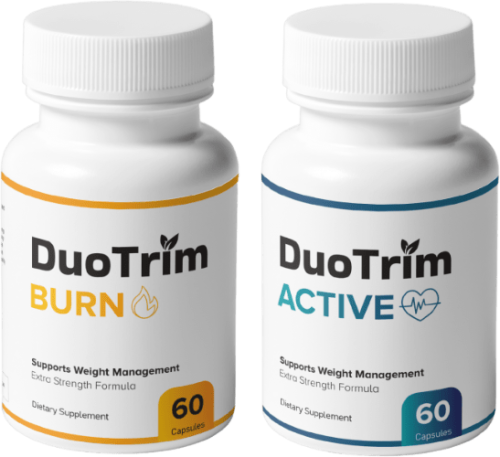 DuoTrim
BURN
Supports Weight Management
Extra Strength Formula
Dietary Supplement
60
Capsules
DuoTrim
ACTIVE
Supports Weight Management
Extra Strength Formula
Dietary Supplement
60
Capsules